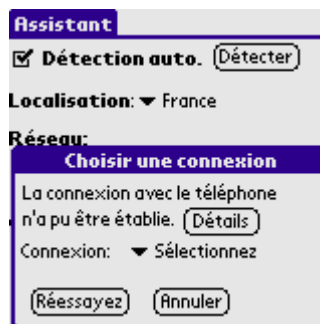 Assistant
Détection auto. Détecter
Localisation: France
Réseau:
Choisir une connexion
La connexion avec le téléphone
n'a pu être établie. Détails
Connexion: Sélectionnez
Réessayez Annuler